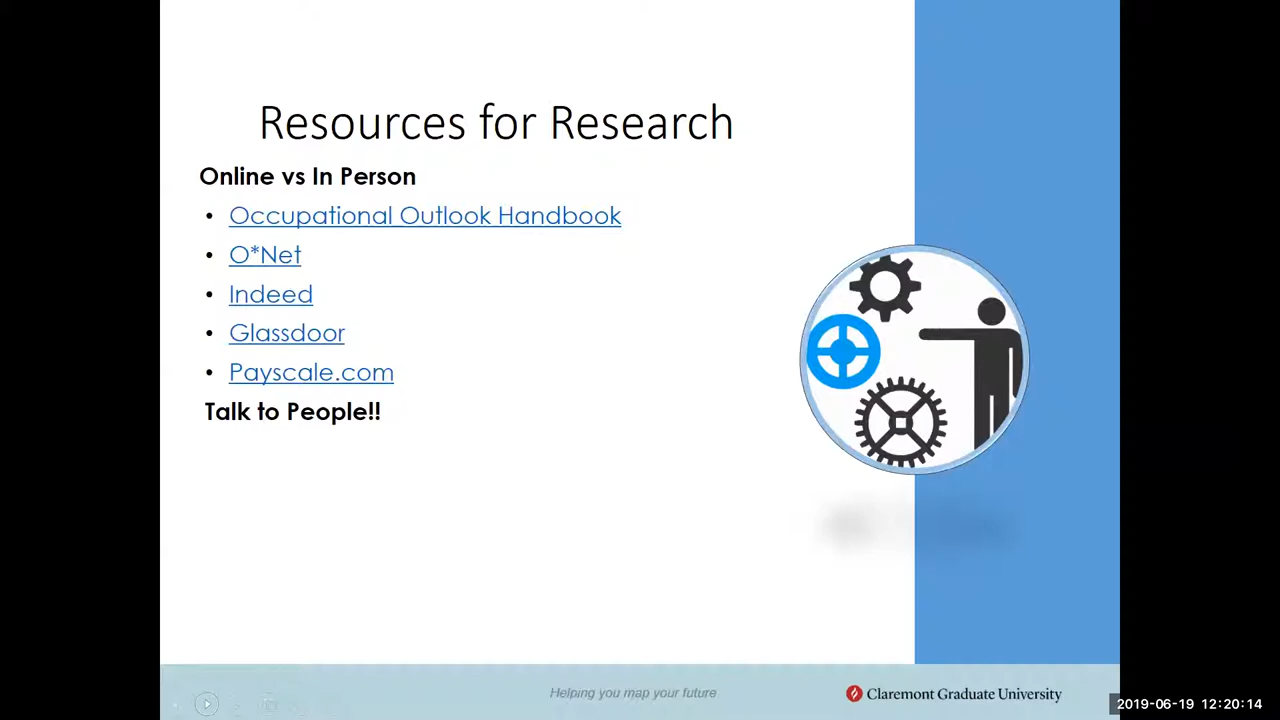 Resources for Research
Online vs In Person
• Occupational Outlook Handbook
• O*Net
• Indeed
• Glassdoor
• Payscale.com
Talk to People!!
Helping you map your future
Claremont Graduate University
2019-06-19 12:20:14